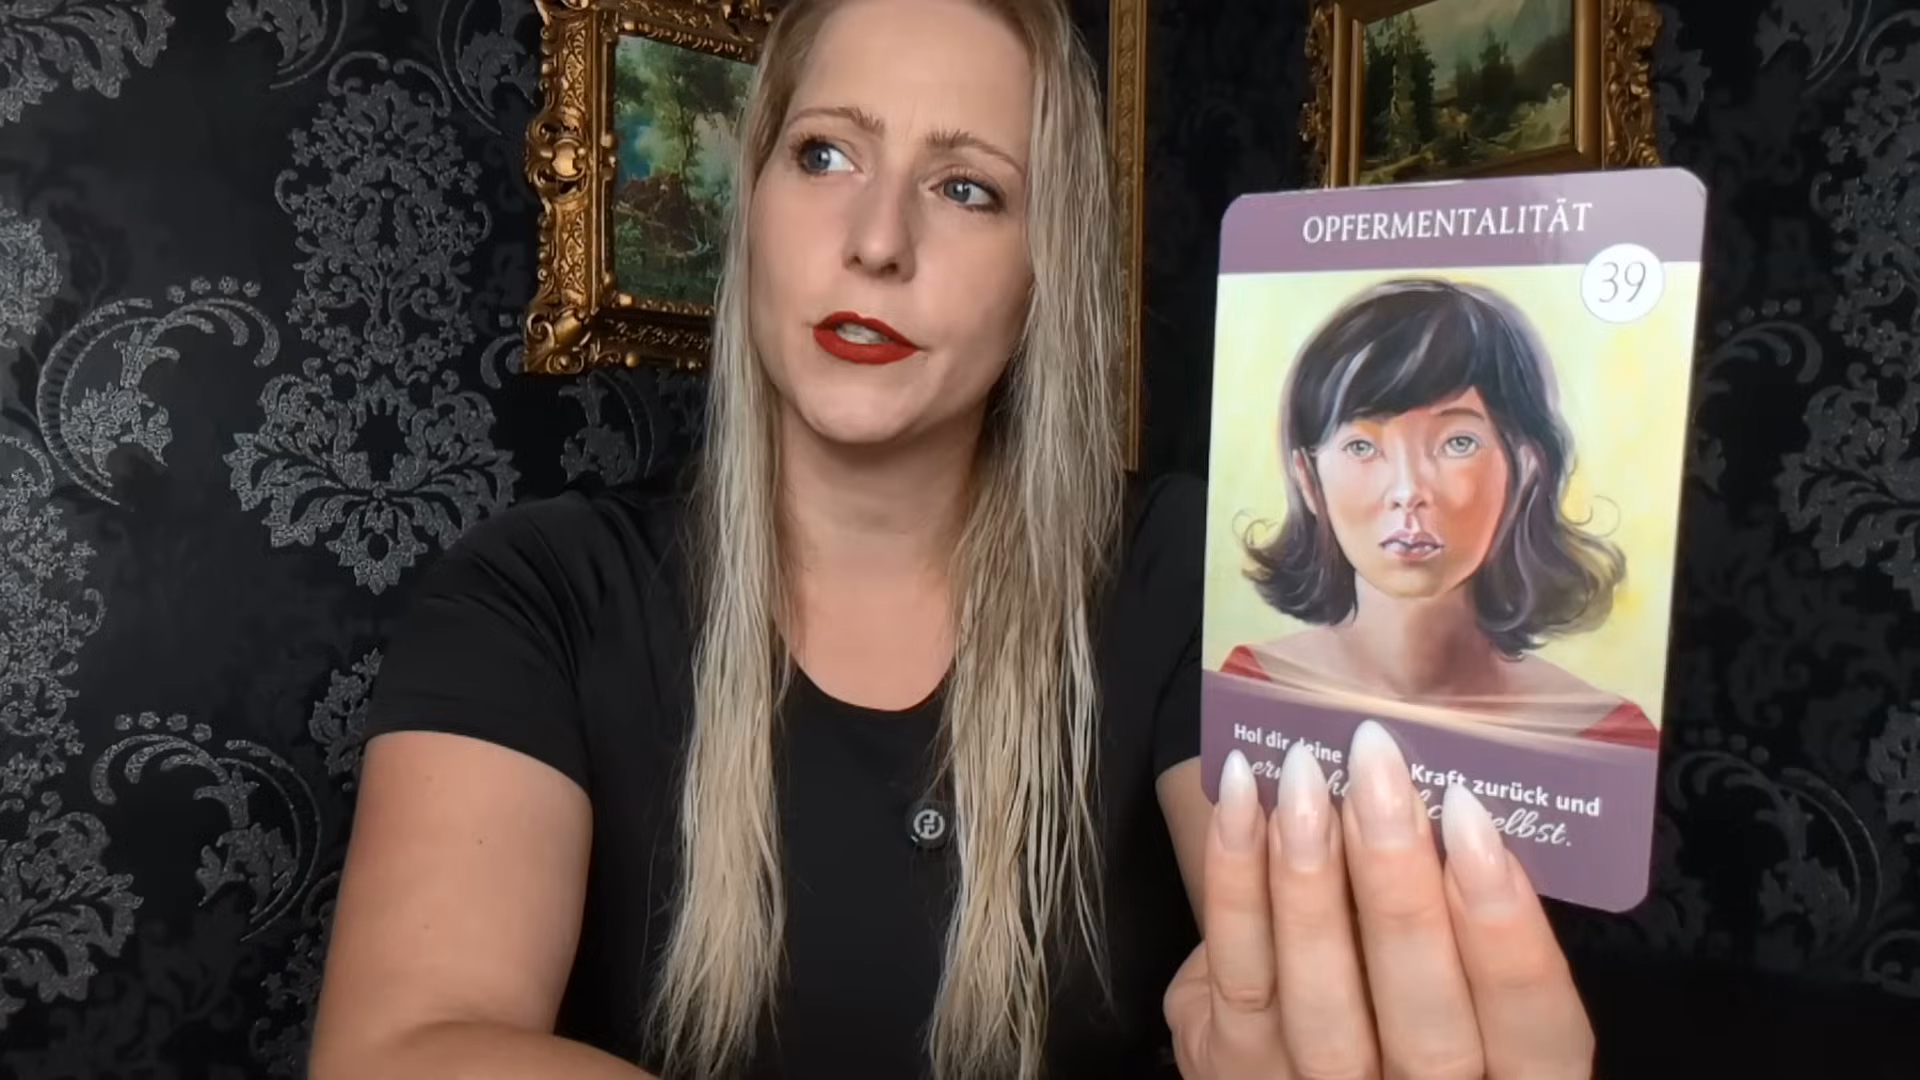 OPFERMENTALITÄT
39
Hol dir deine Kraft zurück und
selbst.